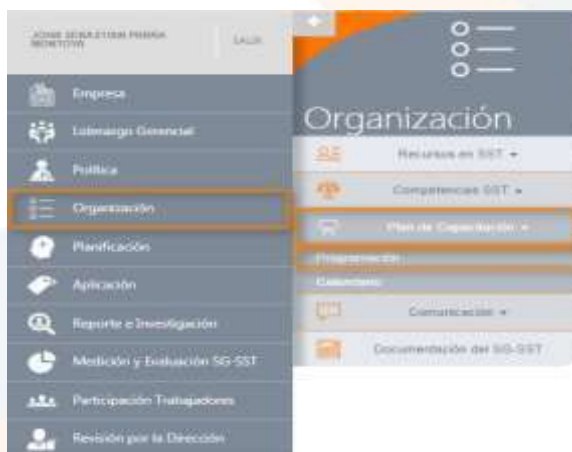 SALIR
Empresa
Liderazgo Gerencial
Política
Organización
Planificación
Aplicación
Reporte e Investigación
Medición y Evaluación SG-SST
Participación Trabajadores
Revisión por la Dirección
Organización
Recursos en SST
Competencias SST
Plan de Capacitación
Programación
Calendario
Comunicación
Documentación del SG-SST